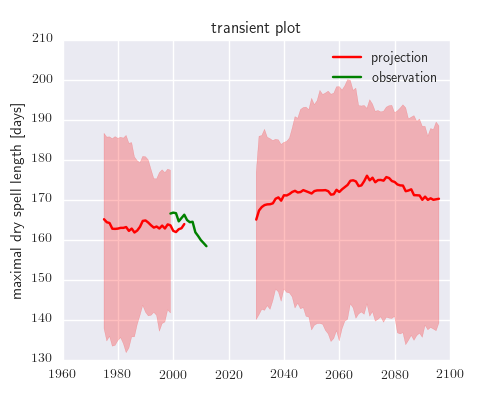 transient plot
210
200
190
180
170
160
150
140
130
maximal dry spell length [days]
projection
observation
1960 1980 2000 2020 2040 2060 2080 2100